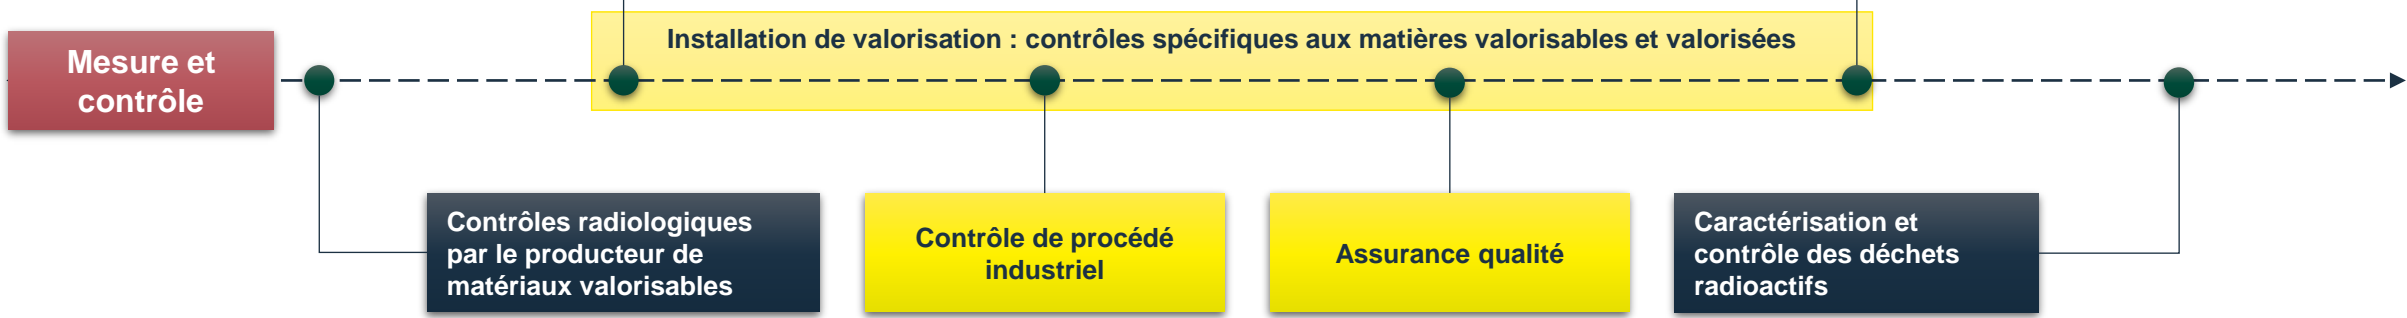 Installation de valorisation : contrôles spécifiques aux matières valorisables et valorisées
Mesure et
contrôle
Contrôles radiologiques
par le producteur de
matériaux valorisables
Contrôle de procédé
industriel
Assurance qualité
Caractérisation et
contrôle des déchets
radioactifs